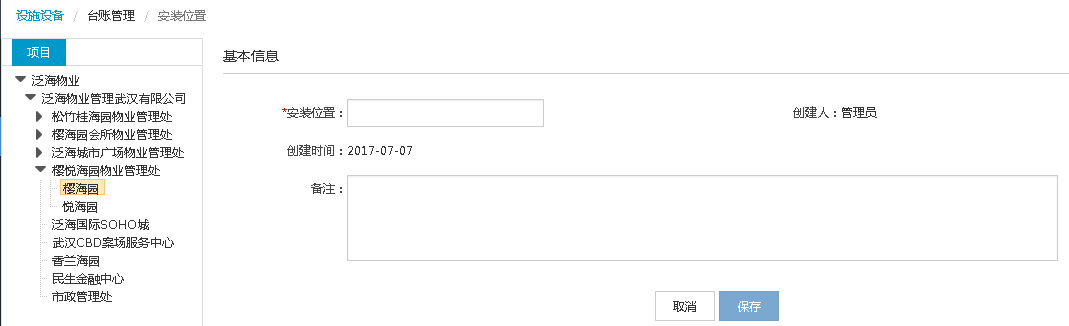 设施设备 / 台账管理 / 安装位置
项目
泛海物业
泛海物业管理武汉有限公司
松竹桂海园物业管理处
樱海园会所物业管理处
泛海城市广场物业管理处
樱悦海园物业管理处
樱海园
悦海园
泛海国际SOHO城
武汉CBD案场服务中心
香兰海园
民生金融中心
市政管理处
基本信息
*安装位置：
创建人：管理员
创建时间：2017-07-07
备注：
取消
保存